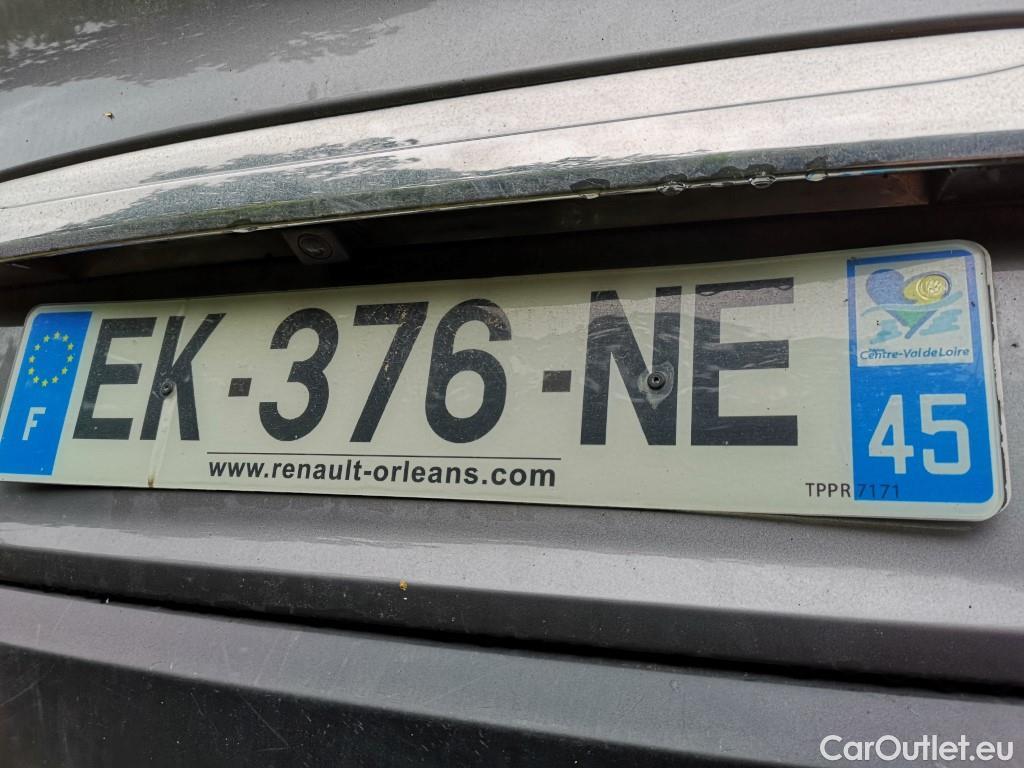 F EK-376-NE
Centre-Val de Loire
45
www.renault-orleans.com
TPPR 7171
CarOutlet.eu